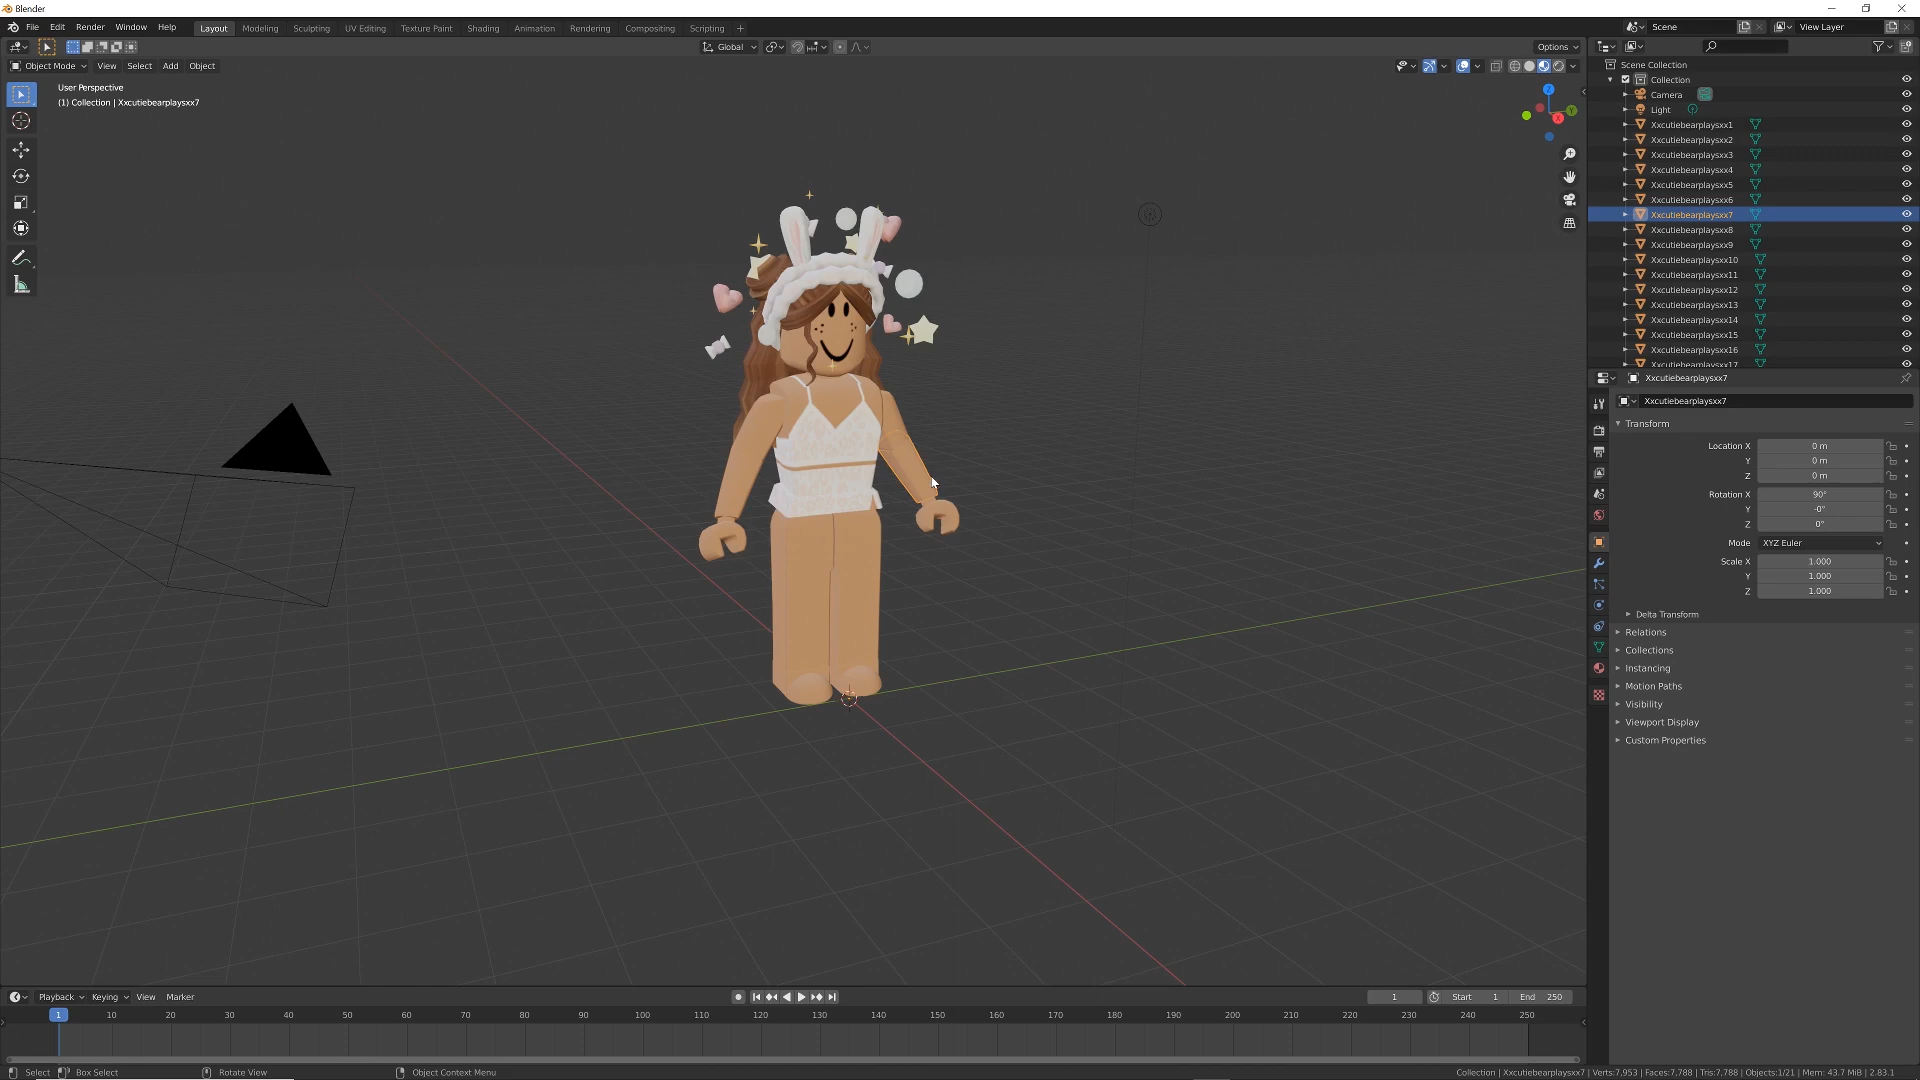 Blender
File Edit Render Window Help Layout Modeling Sculpting UV Editing Texture Paint Shading Animation Rendering Compositing Scripting + Scene View Layer
Global Options
Object Mode View Select Add Object
User Perspective
(1) Collection | Xxcutiebearplaysxx7
Z
Y
X
Scene Collection
Collection
Camera
Light
Xxcutiebearplaysxx1
Xxcutiebearplaysxx2
Xxcutiebearplaysxx3
Xxcutiebearplaysxx4
Xxcutiebearplaysxx5
Xxcutiebearplaysxx6
Xxcutiebearplaysxx7
Xxcutiebearplaysxx8
Xxcutiebearplaysxx9
Xxcutiebearplaysxx10
Xxcutiebearplaysxx11
Xxcutiebearplaysxx12
Xxcutiebearplaysxx13
Xxcutiebearplaysxx14
Xxcutiebearplaysxx15
Xxcutiebearplaysxx16
Xxcutiebearplaysxx17
Xxcutiebearplaysxx7
Xxcutiebearplaysxx7
Transform
Location X 0 m
Y 0 m
Z 0 m
Rotation X 90°
Y -0°
Z 0°
Mode XYZ Euler
Scale X 1.000
Y 1.000
Z 1.000
Delta Transform
Relations
Collections
Instancing
Motion Paths
Visibility
Viewport Display
Custom Properties
Playback Keying View Marker 1 Start 1 End 250
1 10 20 30 40 50 60 70 80 90 100 110 120 130 140 150 160 170 180 190 200 210 220 230 240 250
Select Box Select Rotate View Object Context Menu Collection | Xxcutiebearplaysxx7 | Verts:7,953 | Faces:7,788 | Tris:7,788 | Objects:1/21 | Mem: 43.7 MiB | 2.83.1